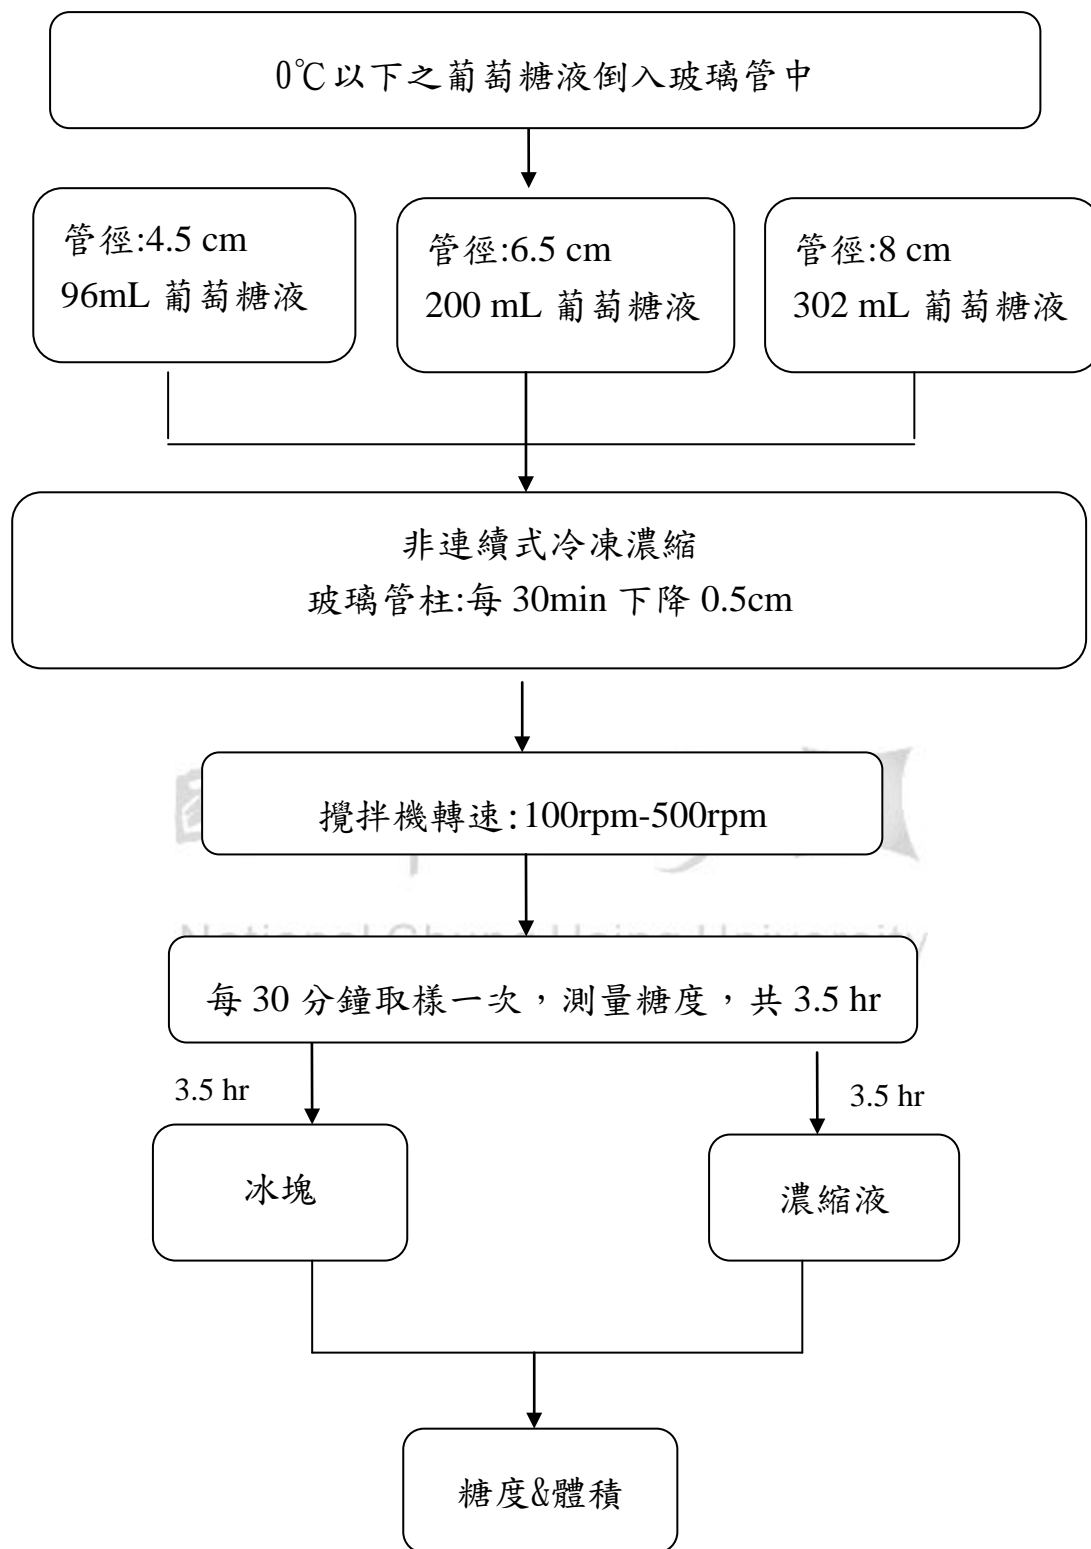 0℃以下之葡萄糖液倒入玻璃管中
管徑:4.5 cm
96mL 葡萄糖液
管徑:6.5 cm
200 mL 葡萄糖液
管徑:8 cm
302 mL 葡萄糖液
非連續式冷凍濃縮
玻璃管柱:每 30min 下降 0.5cm
攪拌機轉速:100rpm-500rpm
National Chung Hsing University
每 30 分鐘取樣一次，測量糖度，共 3.5 hr
3.5 hr
3.5 hr
冰塊
濃縮液
糖度&體積